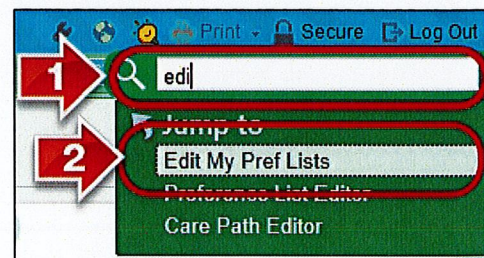 Print Secure Log Out
1 edi
Jump to
2 Edit My Pref Lists
Preference List Editor
Care Path Editor